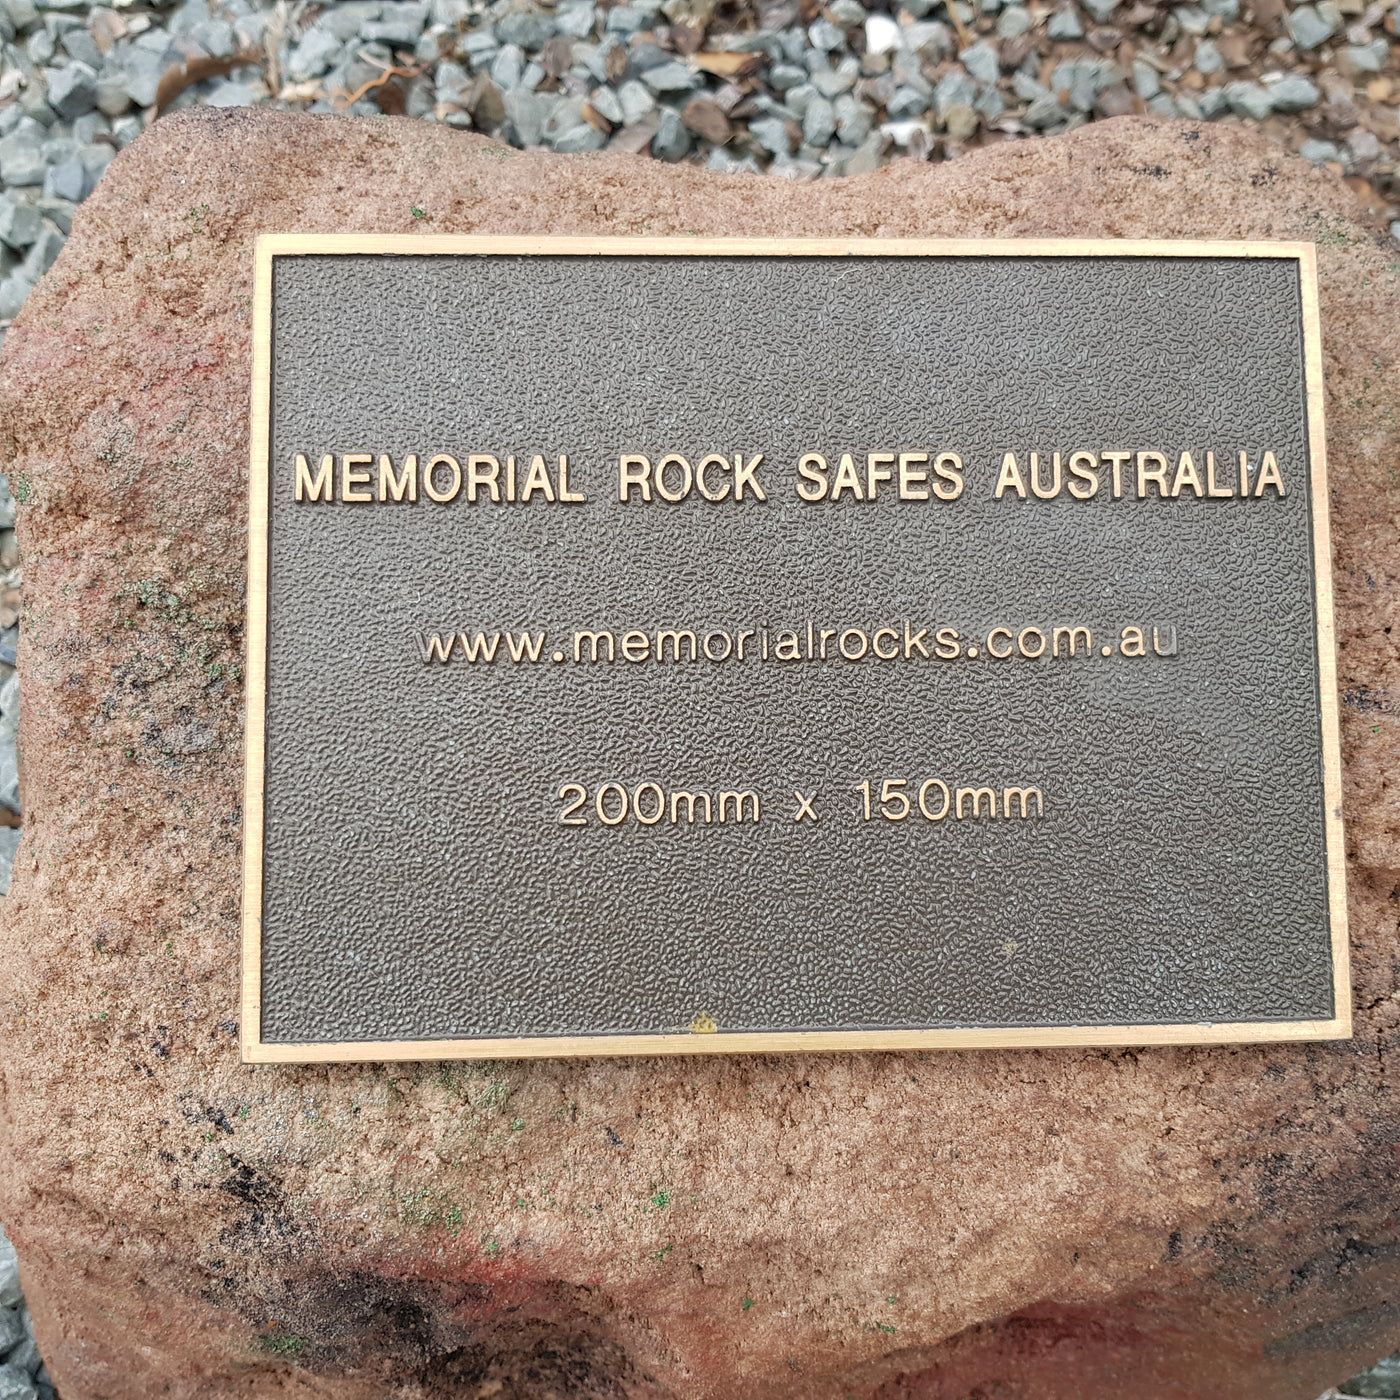 MEMORIAL ROCK SAFES AUSTRALIA
www.memorialrocks.com.au
200mm x 150mm